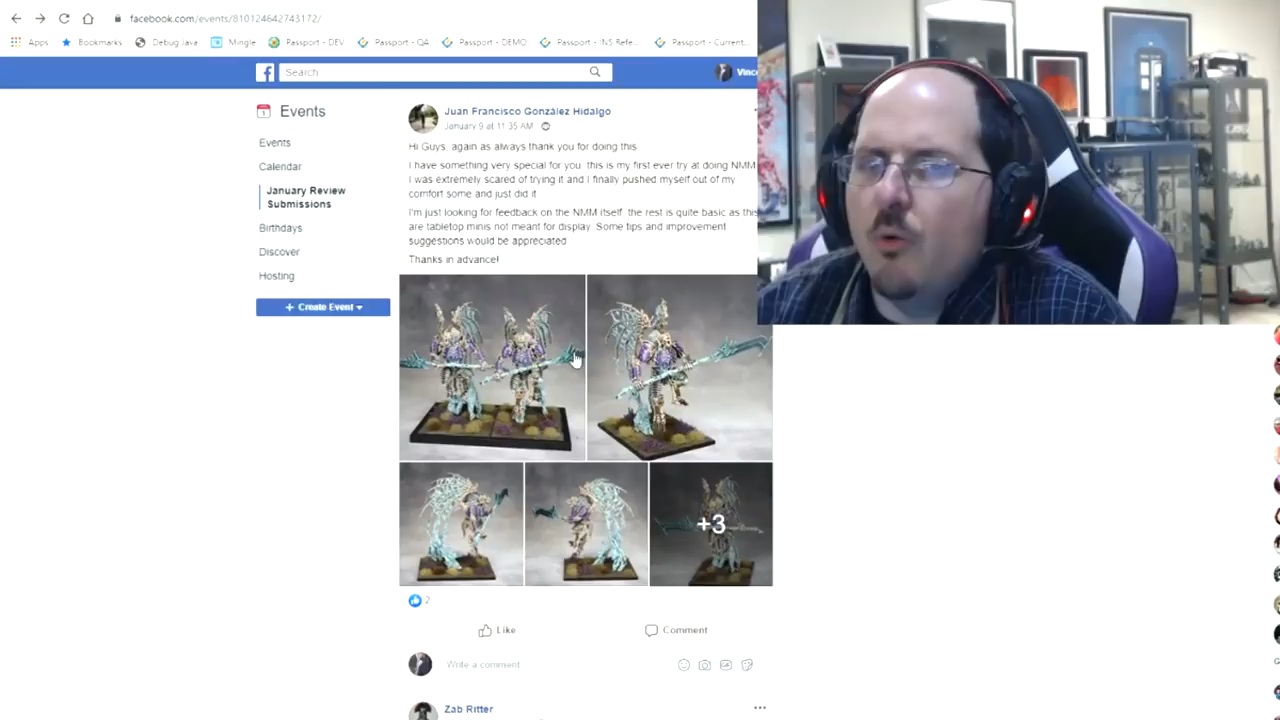 facebook.com/events/810124642743172/
Apps Bookmarks Debug Java Mingle Passport - DEV Passport - QA Passport - DEMO Passport - INS Refe... Passport - Current...
Search
Vinc
Events
Events
Calendar
January Review
Submissions
Birthdays
Discover
Hosting
+ Create Event
Juan Francisco González Hidalgo
January 9 at 11:35 AM
Hi Guys, again as always thank you for doing this
I have something very special for you, this is my first ever try at doing NMM
I was extremely scared of trying it and I finally pushed myself out of my
comfort some and just did it
I'm just looking for feedback on the NMM itself, the rest is quite basic as this
are tabletop minis not meant for display. Some tips and improvement
suggestions would be appreciated
Thanks in advance!
+3
2
Like Comment
Write a comment
GIF
Zab Ritter